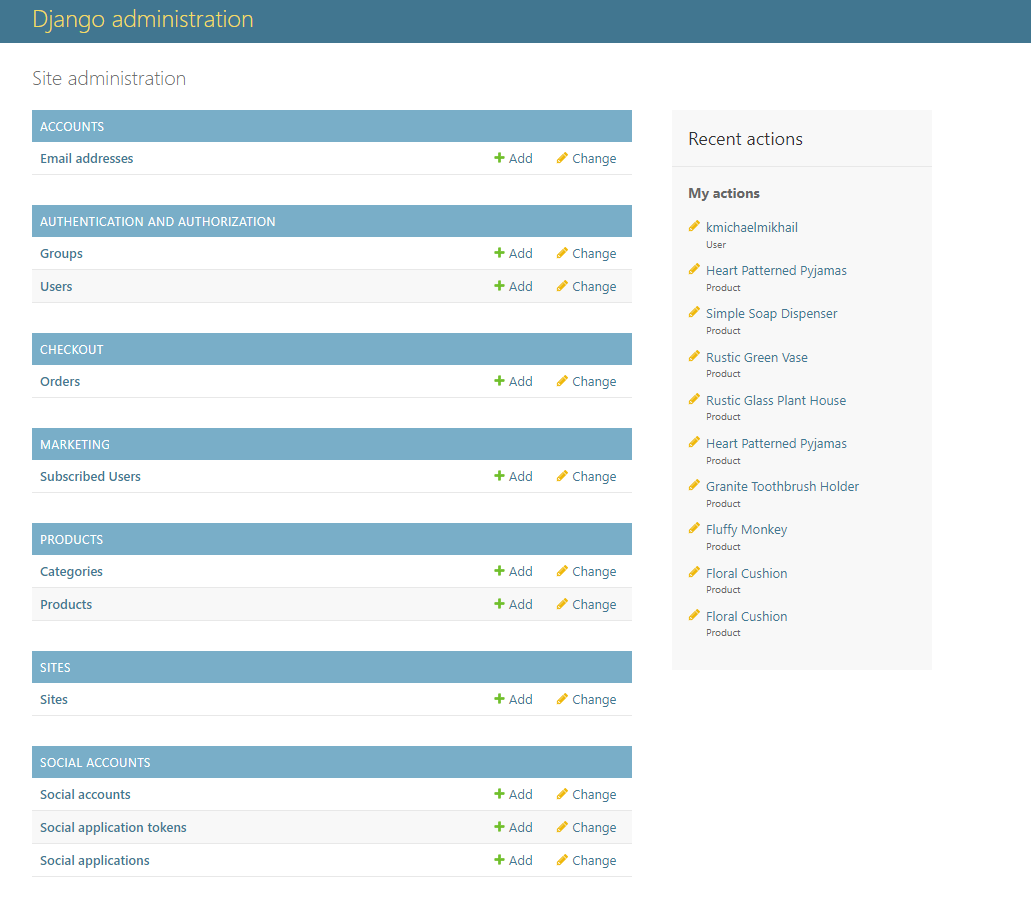 Django administration
Site administration
ACCOUNTS
Email addresses Add Change
AUTHENTICATION AND AUTHORIZATION
Groups Add Change
Users Add Change
CHECKOUT
Orders Add Change
MARKETING
Subscribed Users Add Change
PRODUCTS
Categories Add Change
Products Add Change
SITES
Sites Add Change
SOCIAL ACCOUNTS
Social accounts Add Change
Social application tokens Add Change
Social applications Add Change
Recent actions
My actions
kmichaelmikhail
User
Heart Patterned Pyjamas
Product
Simple Soap Dispenser
Product
Rustic Green Vase
Product
Rustic Glass Plant House
Product
Heart Patterned Pyjamas
Product
Granite Toothbrush Holder
Product
Fluffy Monkey
Product
Floral Cushion
Product
Floral Cushion
Product